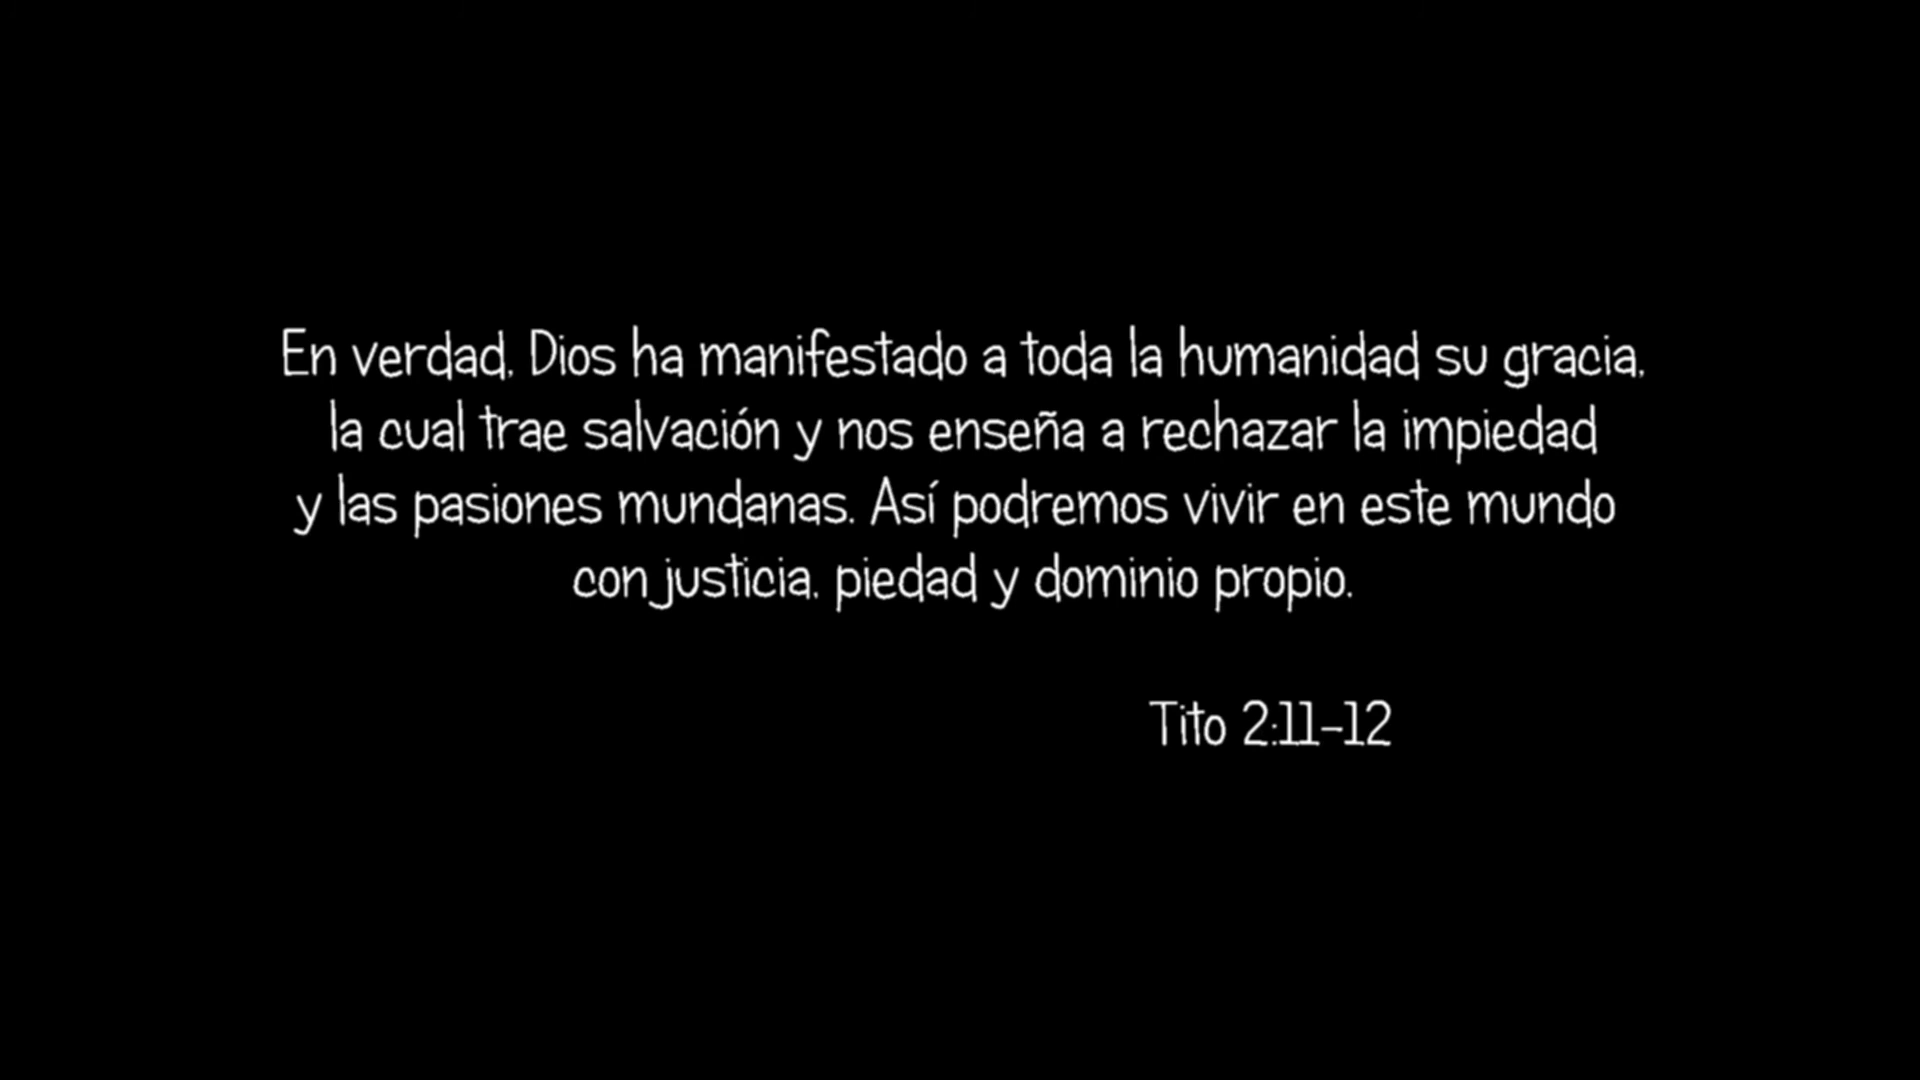 En verdad, Dios ha manifestado a toda la humanidad su gracia,
la cual trae salvación y nos enseña a rechazar la impiedad
y las pasiones mundanas. Así podremos vivir en este mundo
con justicia, piedad y dominio propio.
Tito 2:11-12